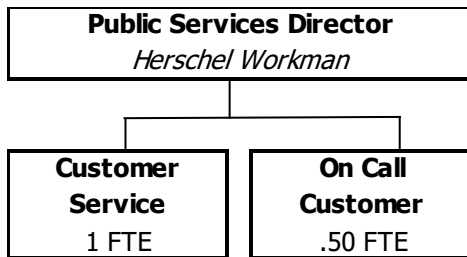 Public Services Director
Herschel Workman
Customer
Service
1 FTE
On Call
Customer
.50 FTE